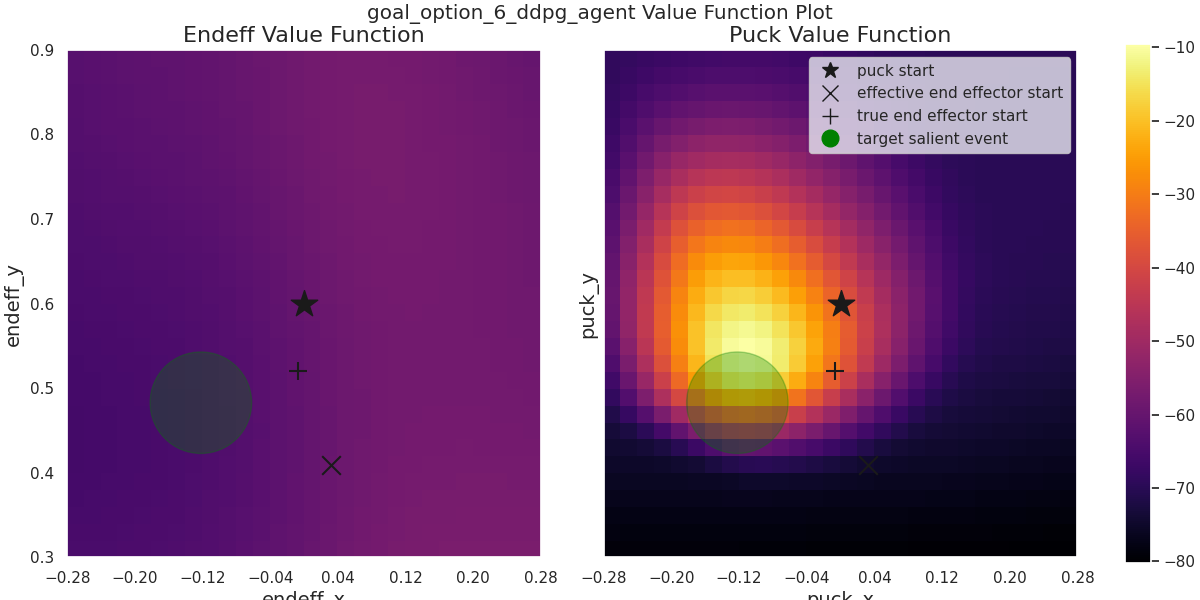 goal_option_6_ddpg_agent Value Function Plot
Endeff Value Function
Puck Value Function
0.9
0.8
0.7
0.6
0.5
0.4
0.3
endeff_y
−0.28
−0.20
−0.12
−0.04
0.04
0.12
0.20
0.28
endeff_x
puck_y
puck start
effective end effector start
true end effector start
target salient event
−0.28
−0.20
−0.12
−0.04
0.04
0.12
0.20
0.28
puck_x
−10
−20
−30
−40
−50
−60
−70
−80